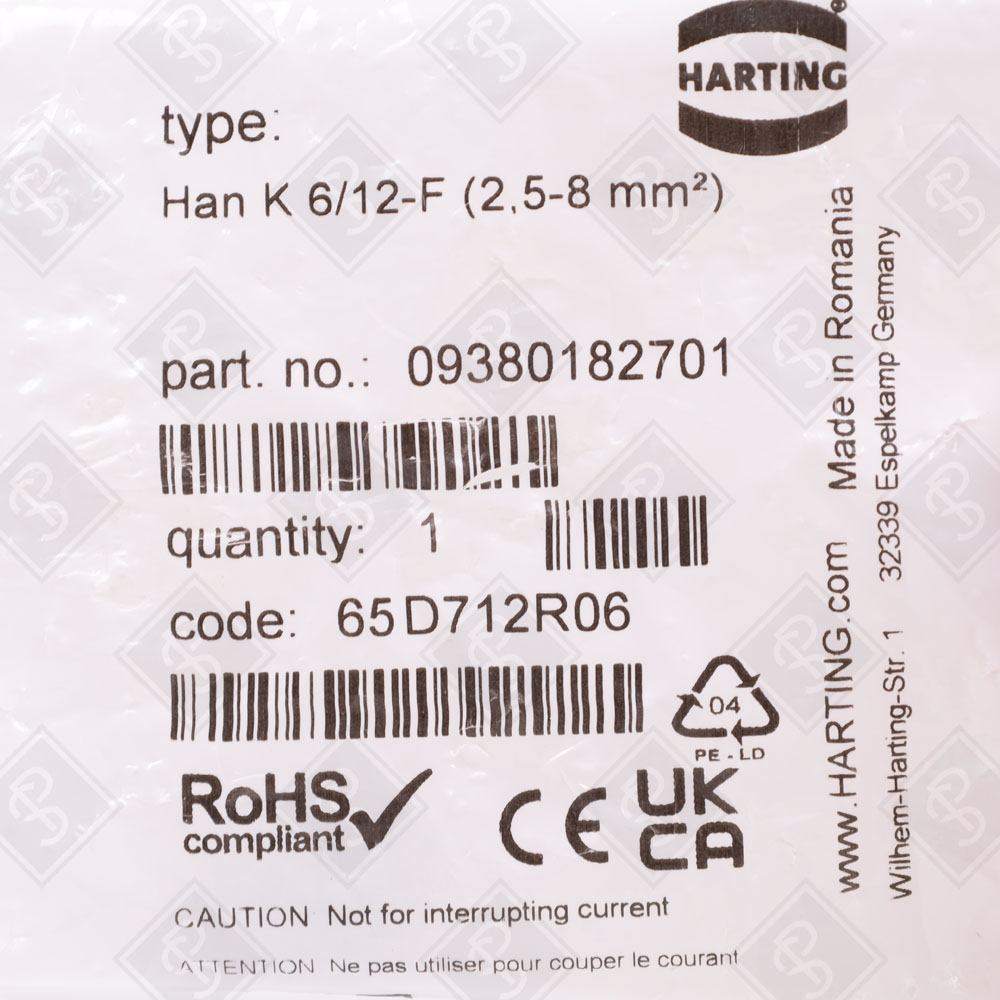 HARTING®
type:
Han K 6/12-F (2,5-8 mm²)
part. no.: 09380182701
quantity: 1
code: 65D712R06
04
PE-LD
RoHS
compliant
CE
UK
CA
CAUTION Not for interrupting current
ATTENTION Ne pas utiliser pour couper le courant
www.HARTING.com Made in Romania
Wilhem-Harting-Str. 1 32339 Espelkamp Germany